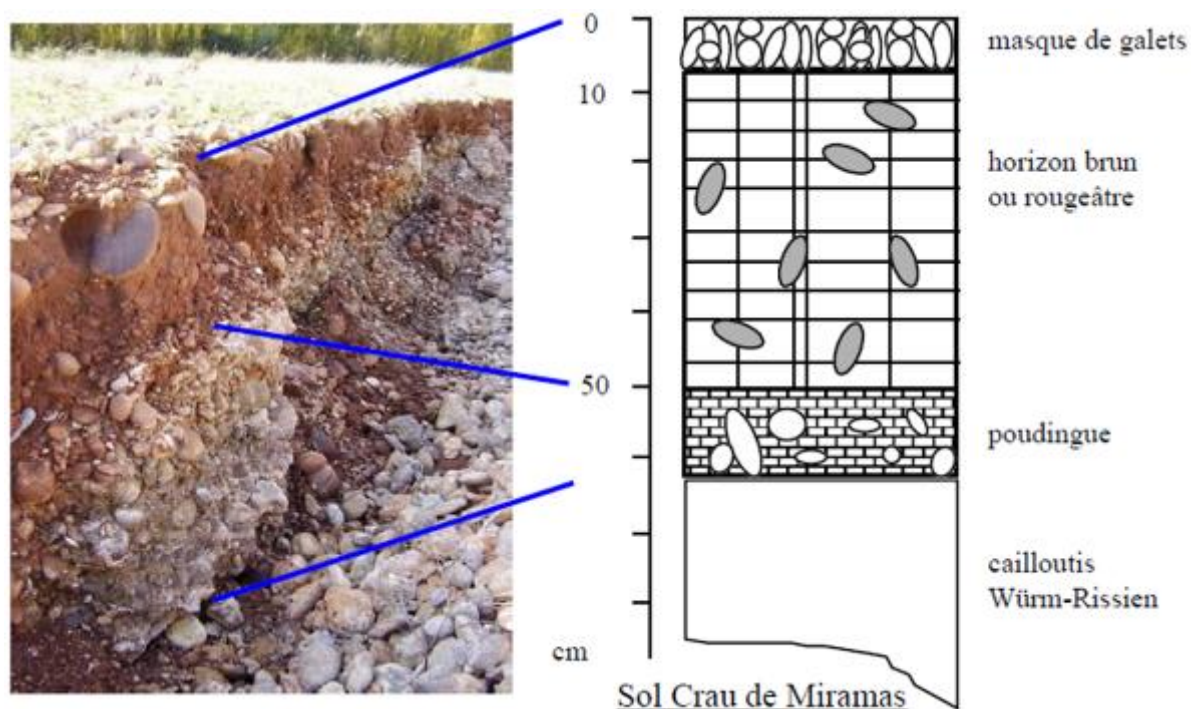 0
masque de galets
10
horizon brun
ou rougeâtre
50
poudingue
cailloutis
Würm-Rissien
cm
Sol Crau de Miramas